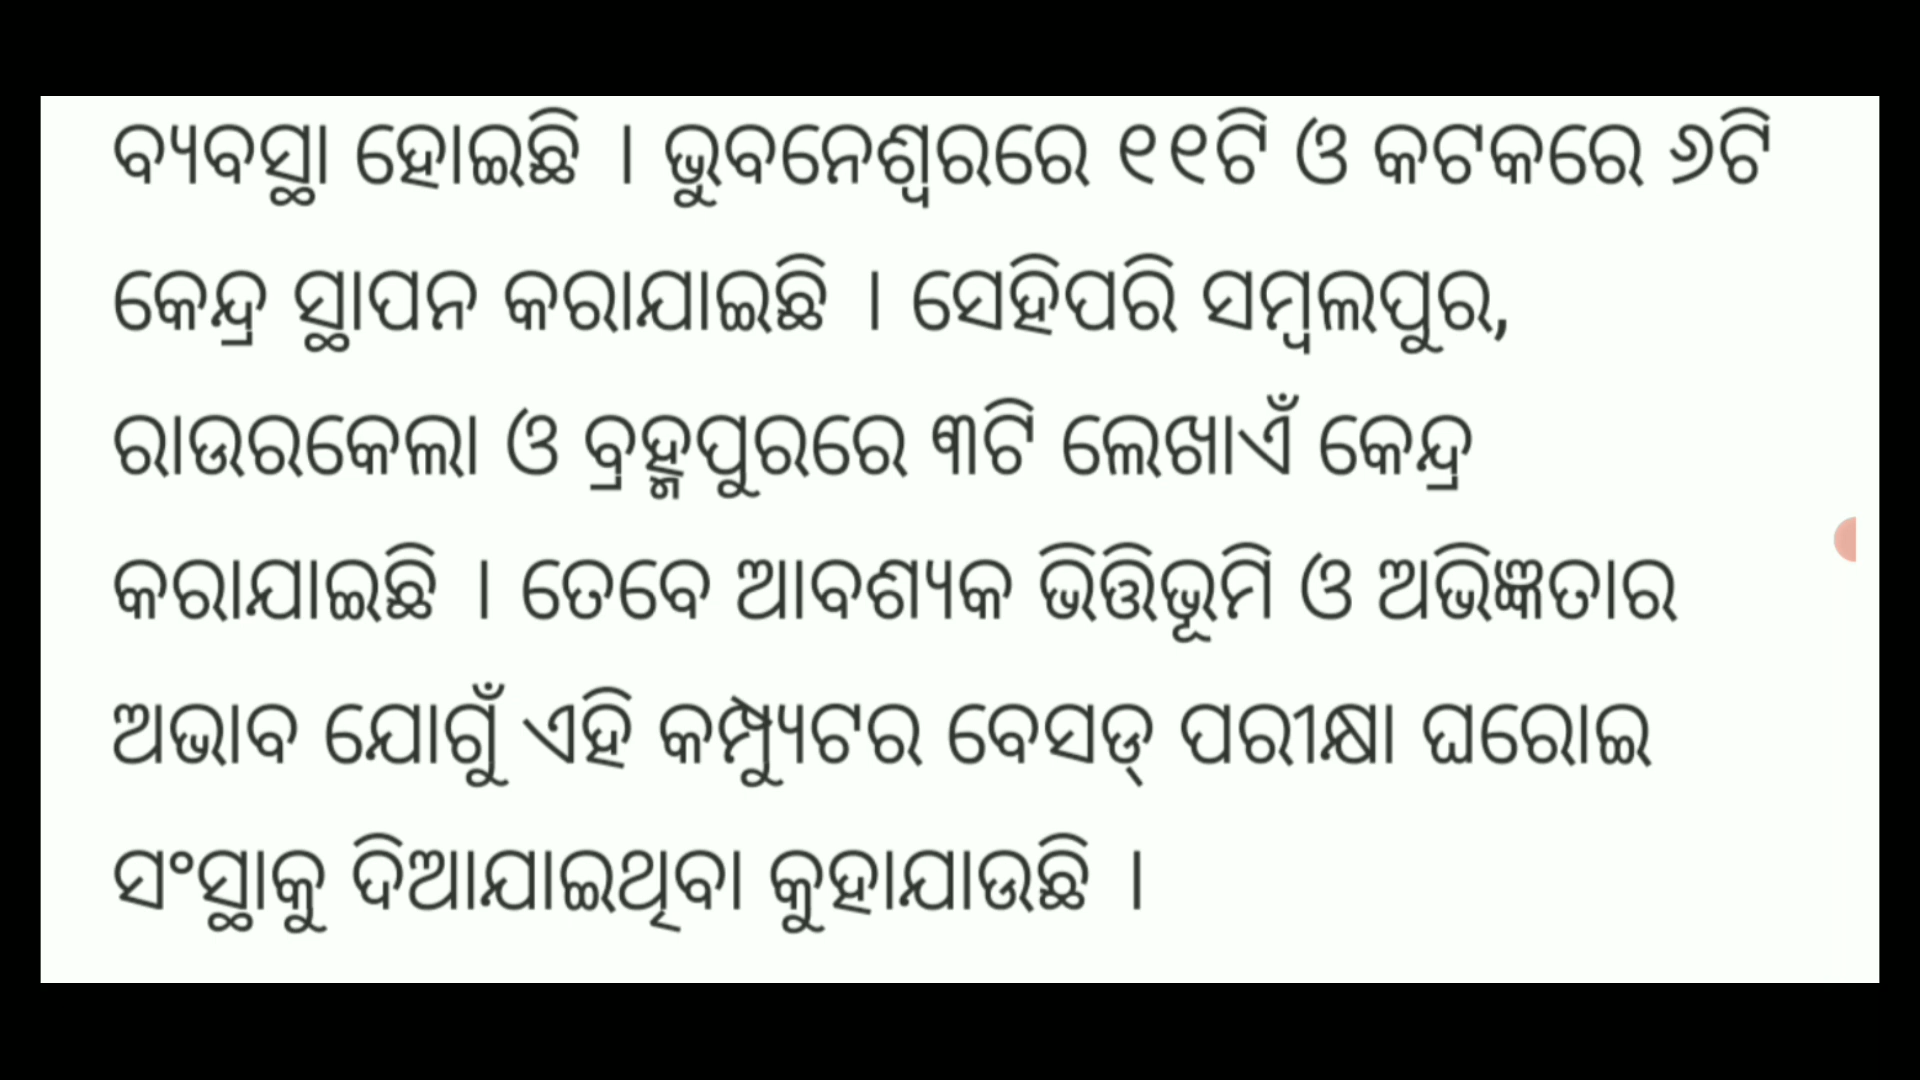 ବ୍ୟବସ୍ଥା ହୋଇଛି । ଭୁବନେଶ୍ୱରରେ ୧୧ଟି ଓ କଟକରେ ୬ଟି
କେନ୍ଦ୍ର ସ୍ଥାପନ କରାଯାଇଛି । ସେହିପରି ସମ୍ବଲପୁର,
ରାଉରକେଲା ଓ ବ୍ରହ୍ମପୁରରେ ୩ଟି ଲେଖାଏଁ କେନ୍ଦ୍ର
କରାଯାଇଛି । ତେବେ ଆବଶ୍ୟକ ଭିତ୍ତିଭୂମି ଓ ଅଭିଜ୍ଞତାର
ଅଭାବ ଯୋଗୁଁ ଏହି କମ୍ପ୍ୟୁଟର ବେସଡ୍ ପରୀକ୍ଷା ଘରୋଇ
ସଂସ୍ଥାକୁ ଦିଆଯାଇଥିବା କୁହାଯାଉଛି ।